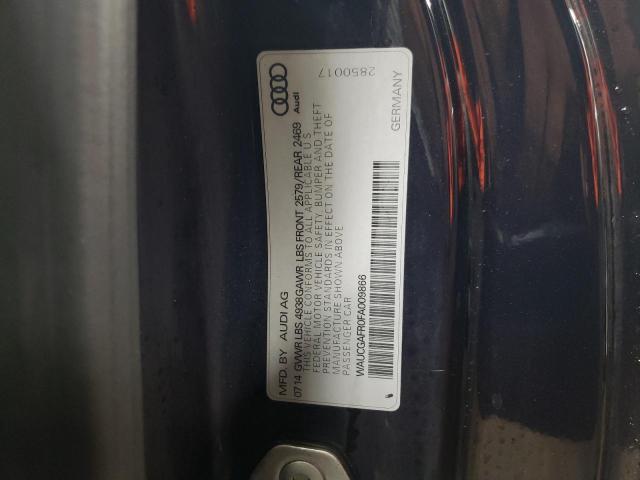 MFD. BY AUDI AG
0714 GVWR LBS 4938 GAWR LBS FRONT 2579/REAR 2469
THIS VEHICLE CONFORMS TO ALL APPLICABLE U S
FEDERAL MOTOR VEHICLE SAFETY, BUMPER AND THEFT
PREVENTION STANDARDS IN EFFECT ON THE DATE OF
MANUFACTURE SHOWN ABOVE
PASSENGER CAR
WAUCGAFR0FA009866
Audi
2850017
GERMANY